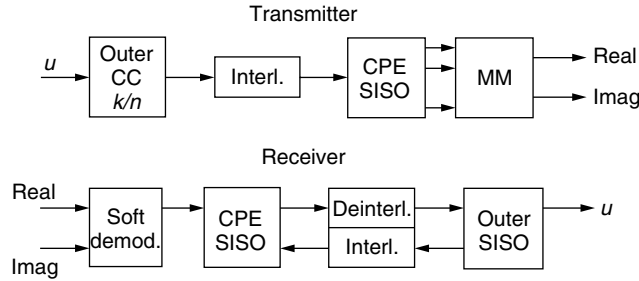 Transmitter
u
Outer
CC
k/n
Interl.
CPE
SISO
MM
Real
Imag
Receiver
Real
Imag
Soft
demod.
CPE
SISO
Deinterl.
Interl.
Outer
SISO
u